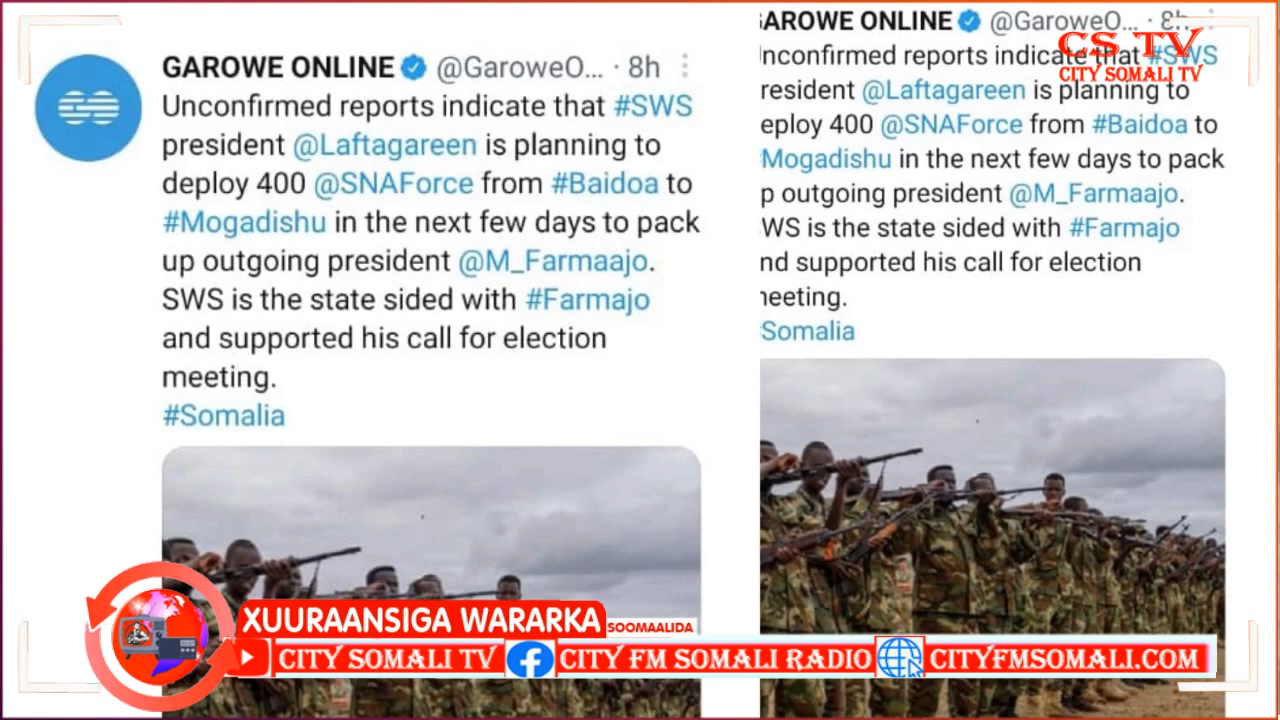 GAROWE ONLINE @GaroweO... · 8h
Unconfirmed reports indicate that #SWS
president @Laftagareen is planning to
deploy 400 @SNAForce from #Baidoa to
#Mogadishu in the next few days to pack
up outgoing president @M_Farmaajo.
SWS is the state sided with #Farmajo
and supported his call for election
meeting.
#Somalia
AROWE ONLINE @GaroweO... · 8h
nconfirmed reports indicate that #SWS
resident @Laftagareen is planning to
eploy 400 @SNAForce from #Baidoa to
#Mogadishu in the next few days to pack
p outgoing president @M_Farmaajo.
WS is the state sided with #Farmajo
nd supported his call for election
meeting.
#Somalia
CS TV
CITY SOMALI TV
XUURAANSIGA WARARKA
SOOMAALIDA
CITY SOMALI TV CITY FM SOMALI RADIO CITYFMSOMALI.COM